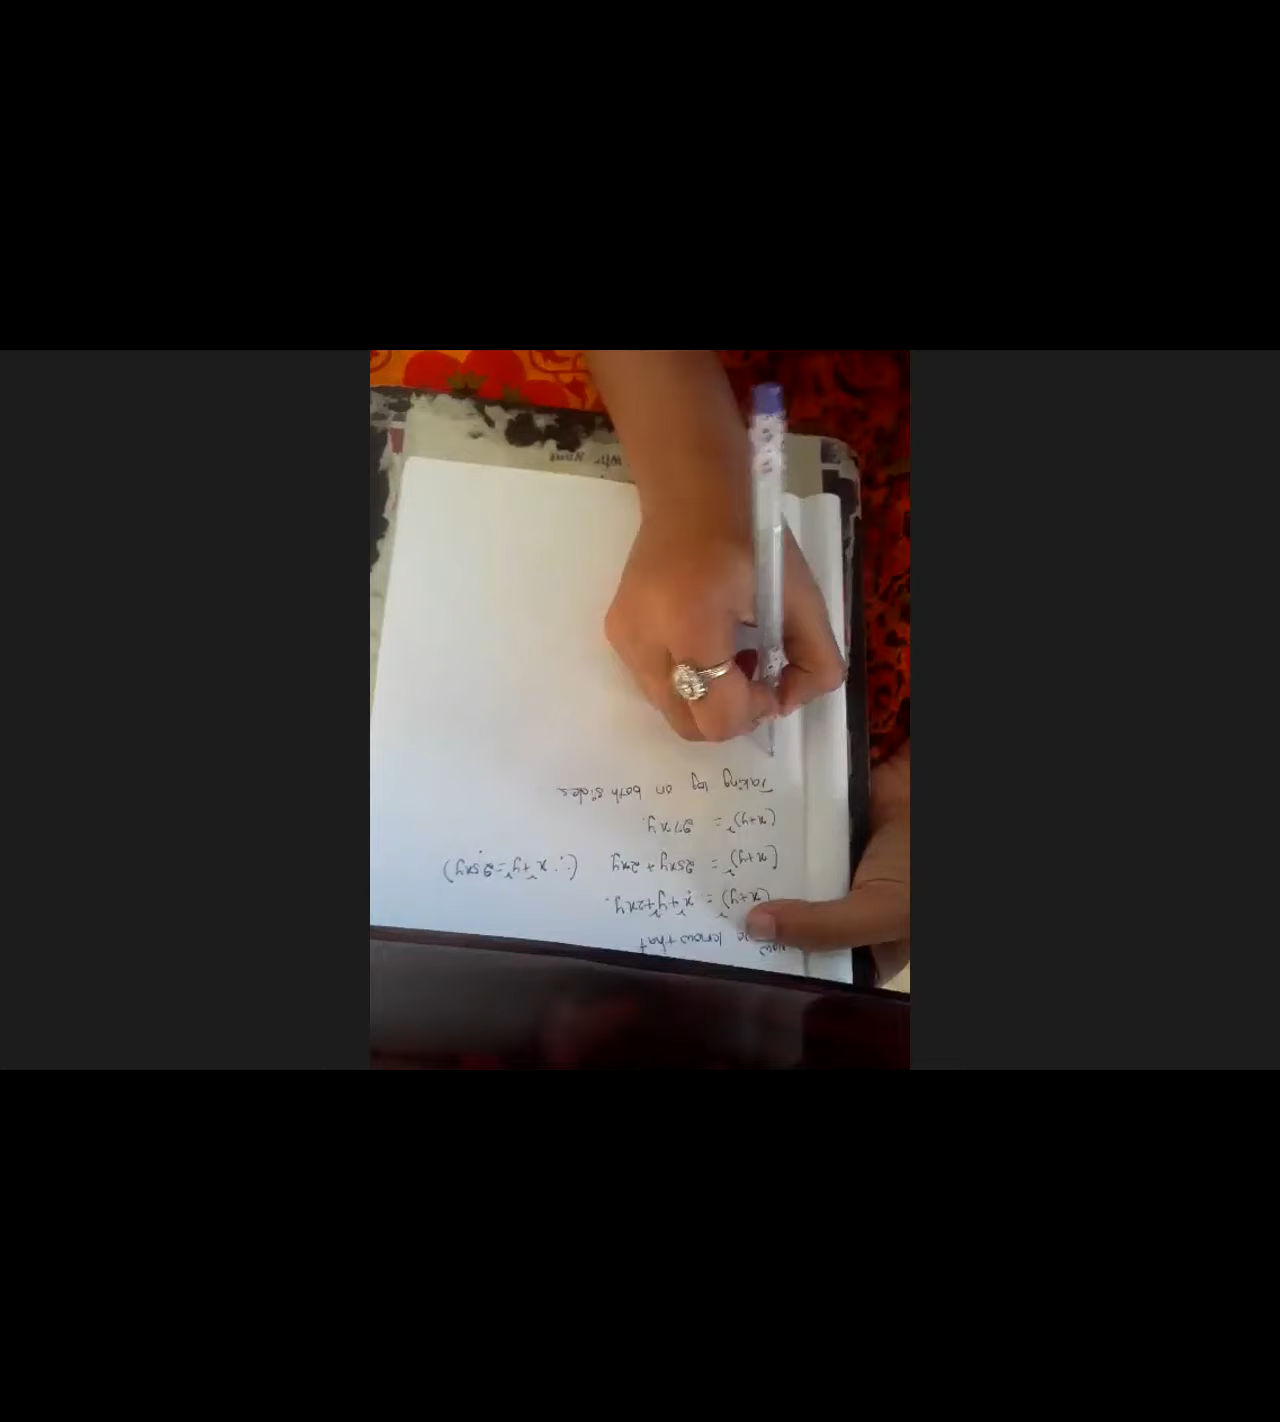 Now we know that
(x+y)² = x²+y²+2xy.
(x+y)² = 25xy + 2xy (∵ x²+y²=25xy)
(x+y)² = 27xy.
Taking log on both sides